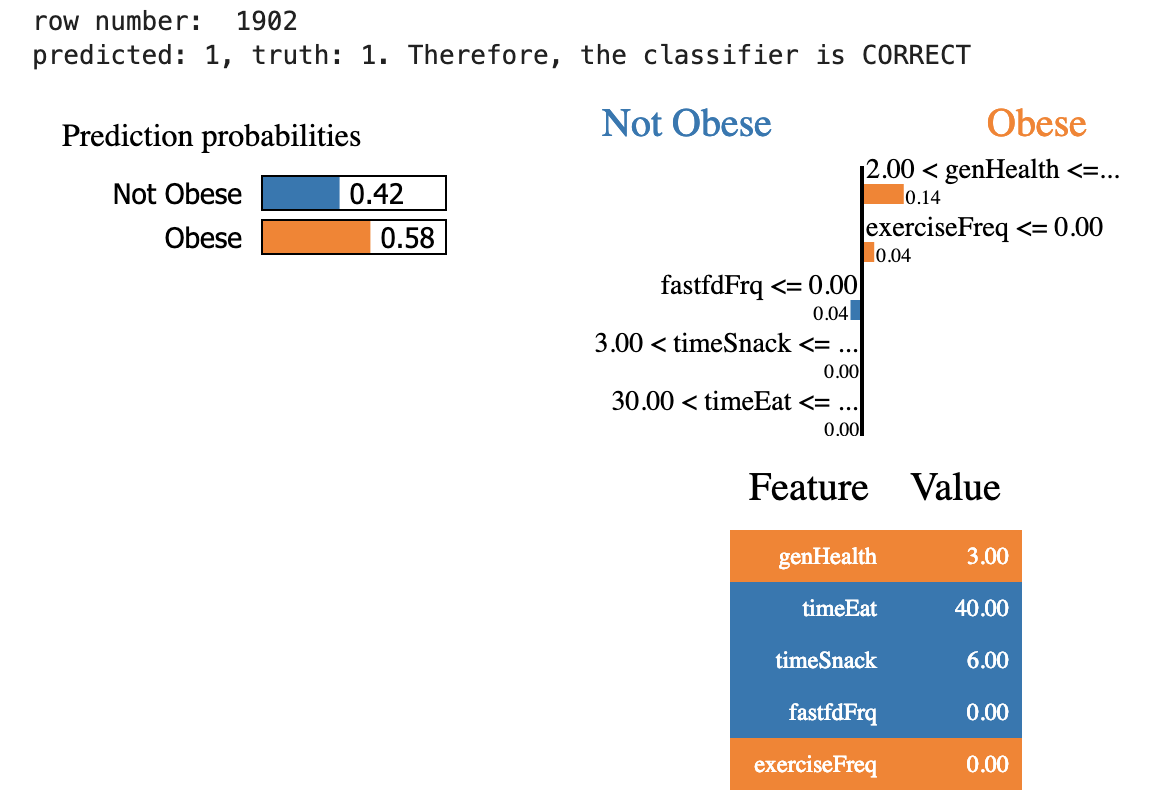 row number:  1902
predicted: 1, truth: 1. Therefore, the classifier is CORRECT
Prediction probabilities
Not Obese 0.42
Obese 0.58
Not Obese Obese
2.00 < genHealth <=...
0.14
exerciseFreq <= 0.00
0.04
fastfdFrq <= 0.00
0.04
3.00 < timeSnack <= ...
0.00
30.00 < timeEat <= ...
0.00
Feature Value
genHealth 3.00
timeEat 40.00
timeSnack 6.00
fastfdFrq 0.00
exerciseFreq 0.00